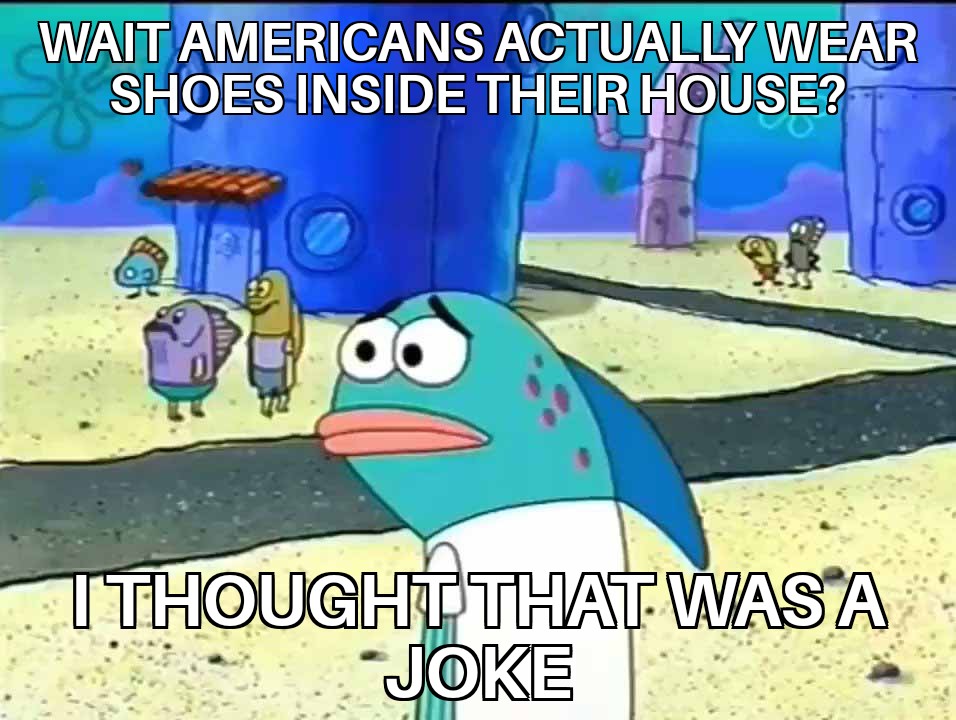 WAIT AMERICANS ACTUALLY WEAR
SHOES INSIDE THEIR HOUSE?
I THOUGHT THAT WAS A
JOKE